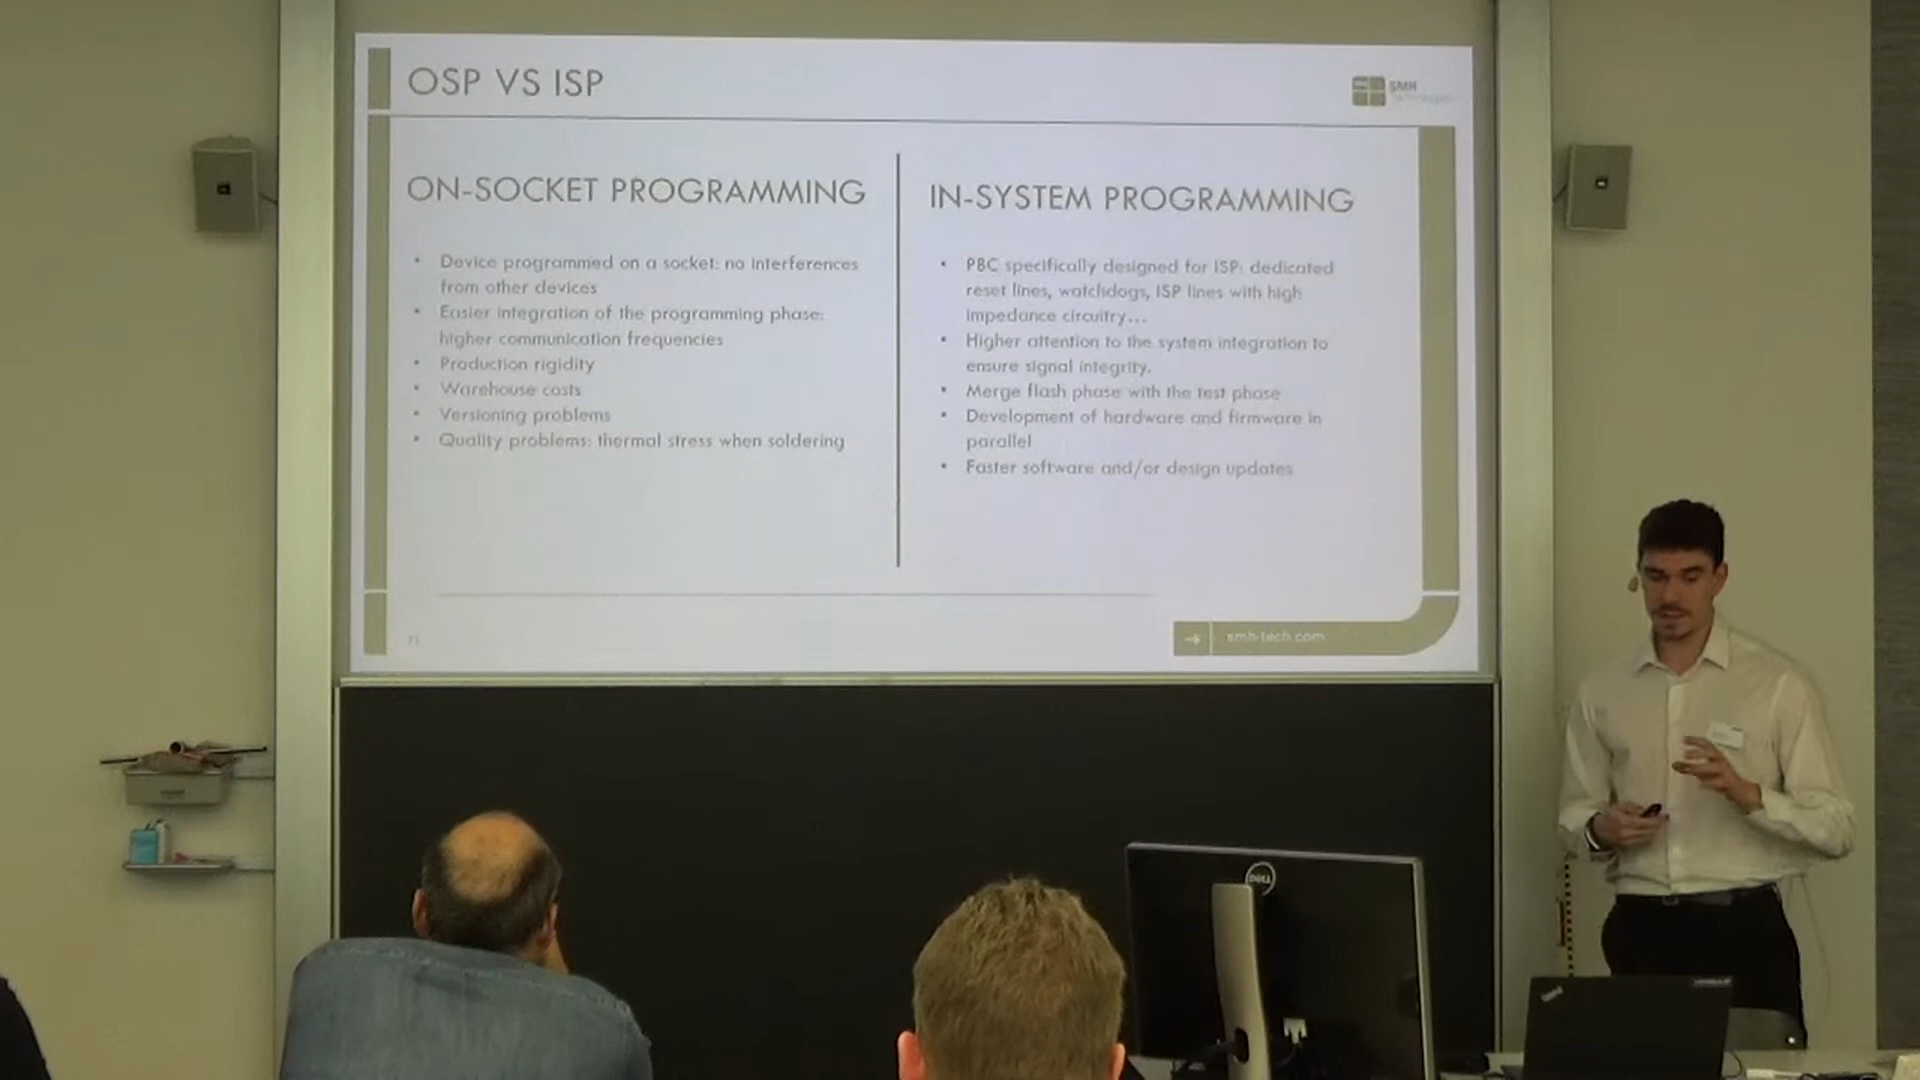 OSP VS ISP
SMH
Technologies
ON-SOCKET PROGRAMMING
• Device programmed on a socket: no interferences
from other devices
• Easier integration of the programming phase:
higher communication frequencies
• Production rigidity
• Warehouse costs
• Versioning problems
• Quality problems: thermal stress when soldering
IN-SYSTEM PROGRAMMING
• PBC specifically designed for ISP: dedicated
reset lines, watchdogs, ISP lines with high
impedance circuitry...
• Higher attention to the system integration to
ensure signal integrity.
• Merge flash phase with the test phase
• Development of hardware and firmware in
parallel
• Faster software and/or design updates
→ smh-tech.com
DELL
ThinkPad